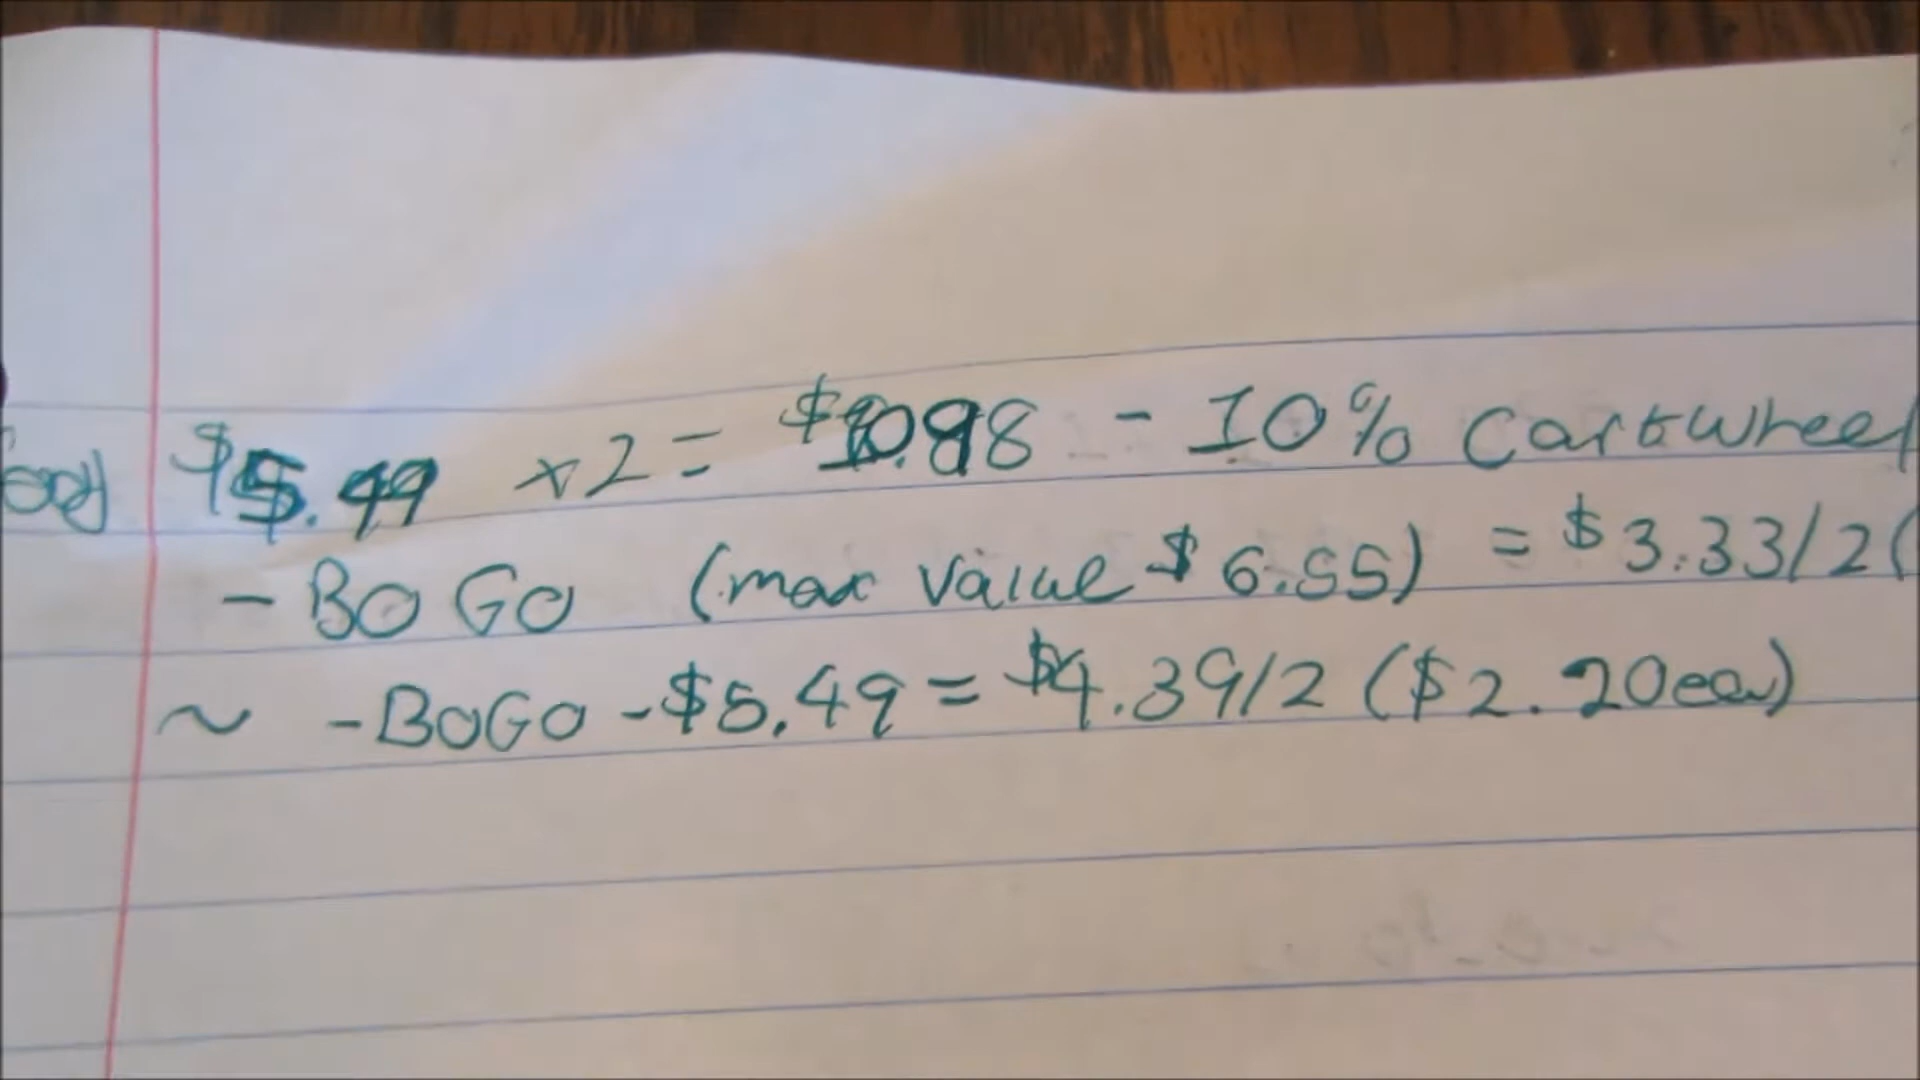 $5.49 x2 = $10.98 - 10% Cartwheel
- BOGO (max value $6.55) = $3.33/2(
~ -BOGO -$5.49 = $4.39/2 ($2.20ea)